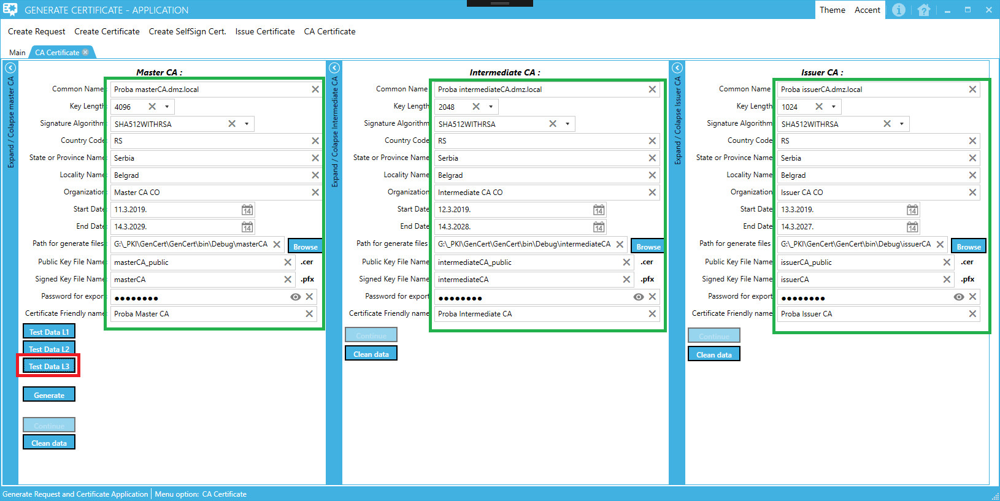 GENERATE CERTIFICATE - APPLICATION
Theme Accent
Create Request Create Certificate Create SelfSign Cert. Issue Certificate CA Certificate
Main CA Certificate
Expand / Colapse master CA
Master CA :
Common Name: Proba masterCA.dmz.local
Key Length: 4096
Signature Algorithm: SHA512WITHRSA
Country Code: RS
State or Province Name: Serbia
Locality Name: Belgrad
Organization: Master CA CO
Start Date: 11.3.2019.
End Date: 14.3.2029.
Path for generate files: G:\_PKI\GenCert\GenCert\bin\Debug\masterCA Browse
Public Key File Name: masterCA_public .cer
Signed Key File Name: masterCA .pfx
Password for export: ●●●●●●●●
Certificate Friendly name: Proba Master CA
Test Data L1
Test Data L2
Test Data L3
Generate
Continue
Clean data
Expand / Colapse Intermediate CA
Intermediate CA :
Common Name Proba intermediateCA.dmz.local
Key Length 2048
Signature Algorithm SHA512WITHRSA
Country Code RS
State or Province Name Serbia
Locality Name Belgrad
Organization Intermediate CA CO
Start Date 12.3.2019.
End Date 14.3.2028.
Path for generate files G:\_PKI\GenCert\GenCert\bin\Debug\intermediateCA Browse
Public Key File Name intermediateCA_public .cer
Signed Key File Name intermediateCA .pfx
Password for export ●●●●●●●●
Certificate Friendly name Proba Intermediate CA
Continue
Clean data
Expand / Colapse Issuer CA
Issuer CA :
Common Name Proba issuerCA.dmz.local
Key Length 1024
Signature Algorithm SHA512WITHRSA
Country Code RS
State or Province Name Serbia
Locality Name Belgrad
Organization Issuer CA CO
Start Date 13.3.2019.
End Date 14.3.2027.
Path for generate files G:\_PKI\GenCert\GenCert\bin\Debug\issuerCA Browse
Public Key File Name issuerCA_public .cer
Signed Key File Name issuerCA .pfx
Password for export ●●●●●●●●
Certificate Friendly name Proba Issuer CA
Continue
Clean data
Generate Request and Certificate Application Menu option: CA Certificate